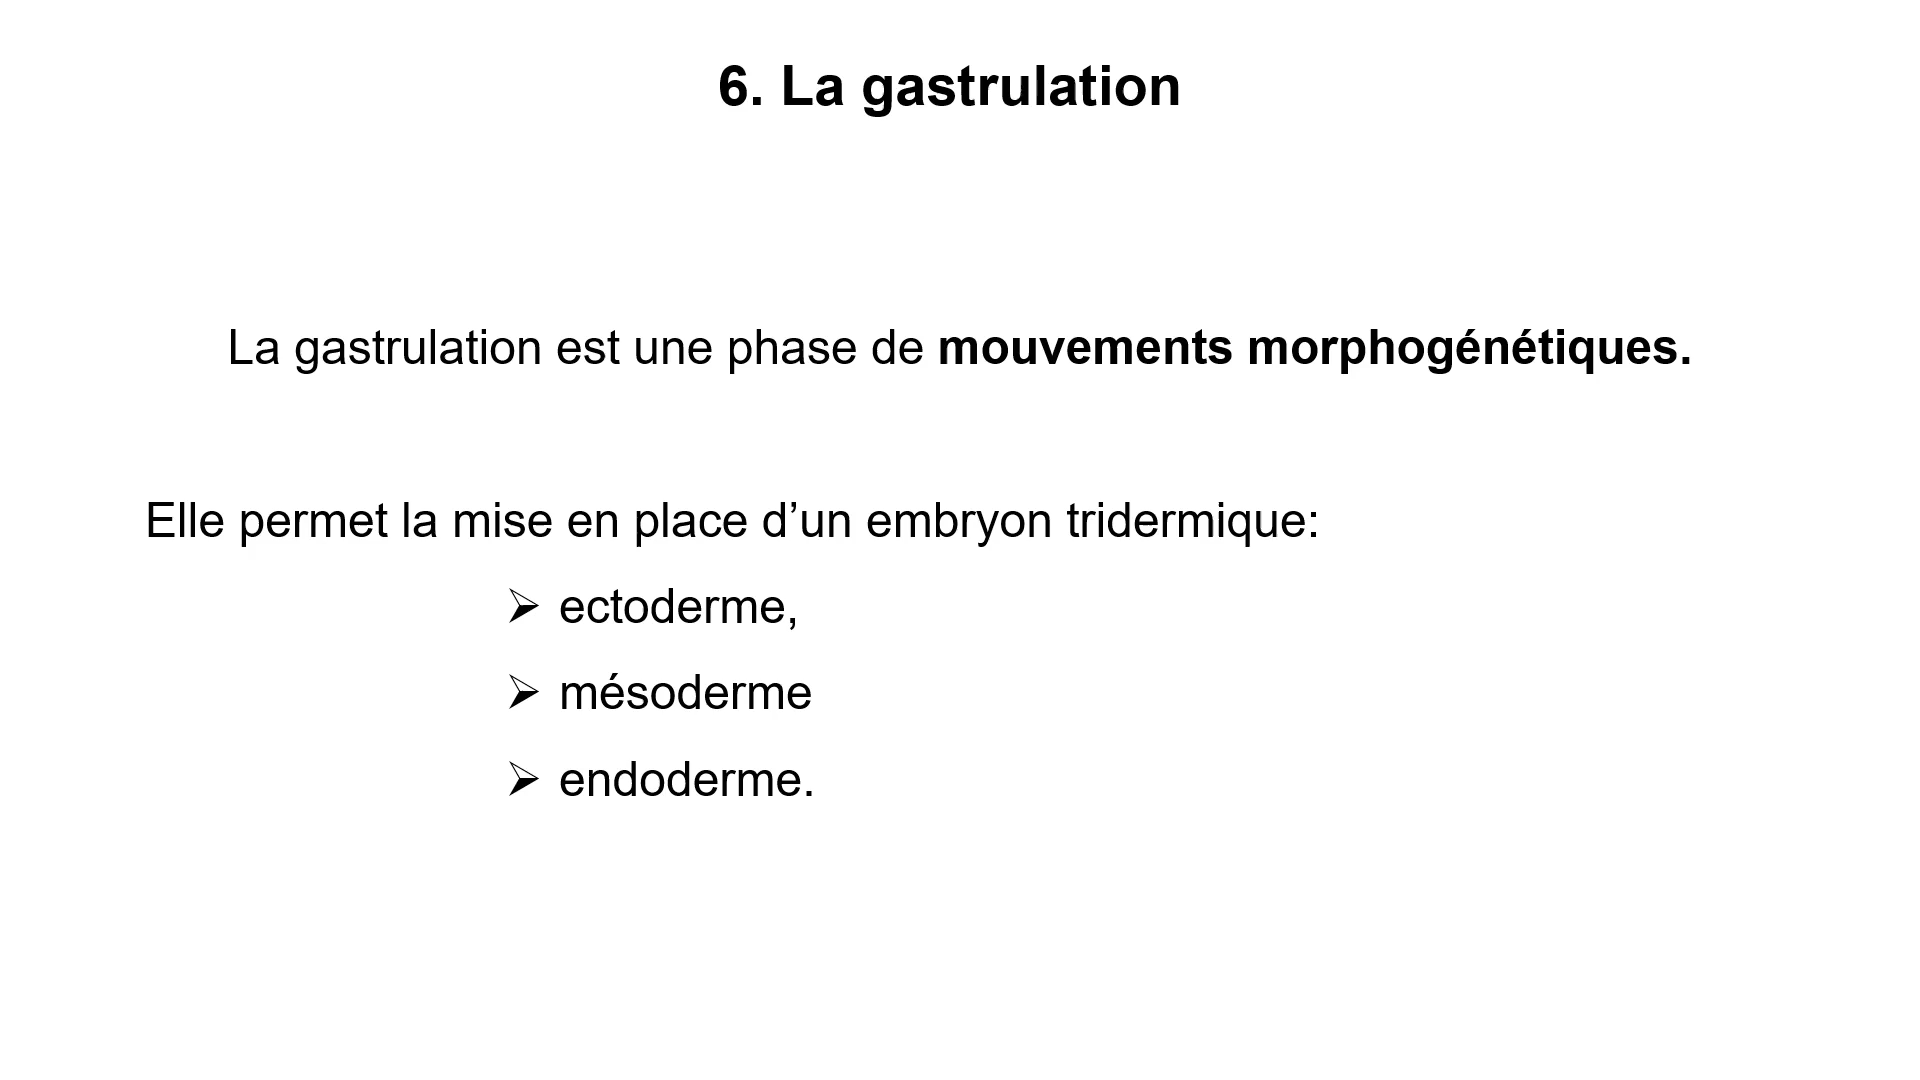 6. La gastrulation
La gastrulation est une phase de mouvements morphogénétiques.
Elle permet la mise en place d’un embryon tridermique:
➢ ectoderme,
➢ mésoderme
➢ endoderme.